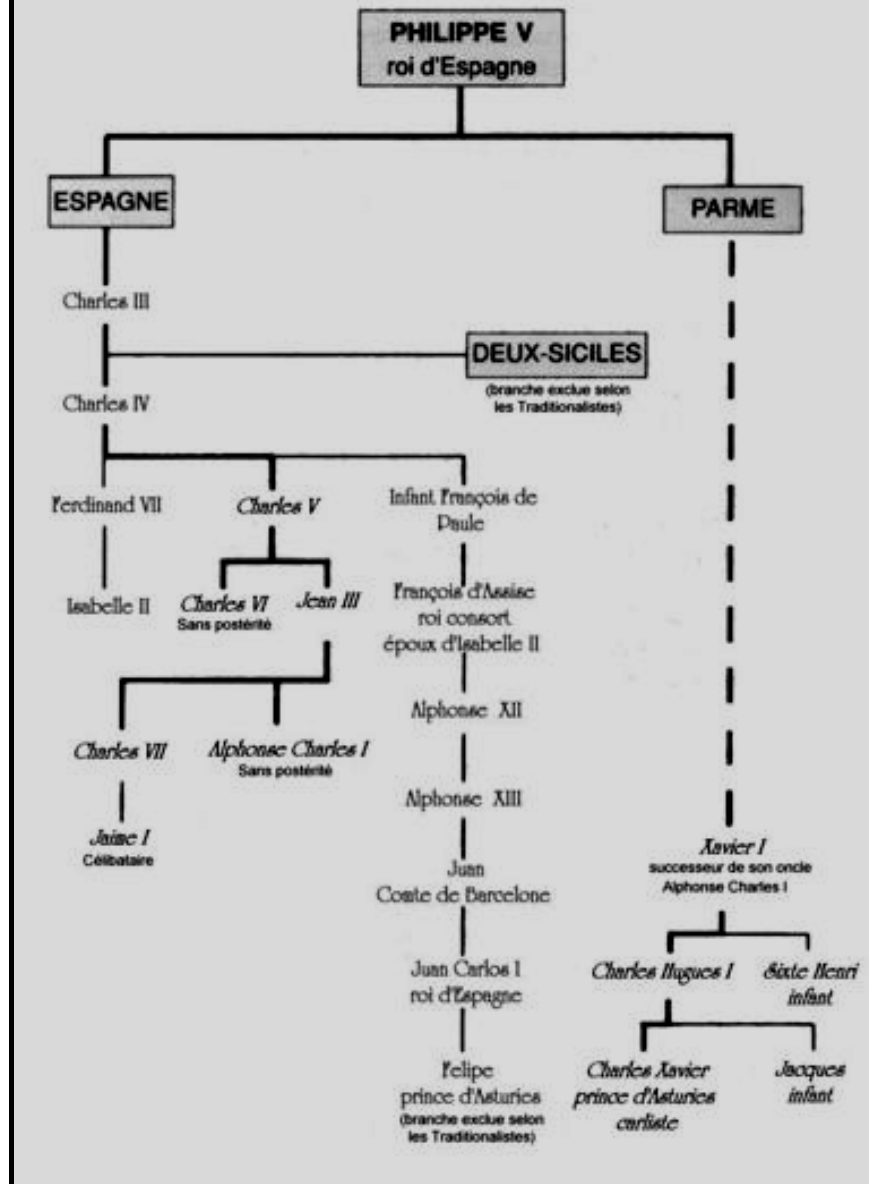 PHILIPPE V
roi d'Espagne
ESPAGNE
PARME
Charles III
DEUX-SICILES
(branche exclue selon
les Traditionalistes)
Charles IV
Ferdinand VII
Charles V
Infant François de
Paule
Isabelle II
Charles VI
Sans postérité
Jean III
François d'Assise
roi consort
époux d'Isabelle II
Alphonse XII
Charles VII
Alphonse Charles I
Sans postérité
Alphonse XIII
Jaime I
Célibataire
Xavier I
successeur de son oncle
Alphonse Charles I
Juan
Comte de Barcelone
Juan Carlos I
roi d'Espagne
Charles Hugues I
Sixte Henri
infant
Felipe
prince d'Asturies
(branche exclue selon
les Traditionalistes)
Charles Xavier
prince d'Asturies
carliste
Jacques
infant